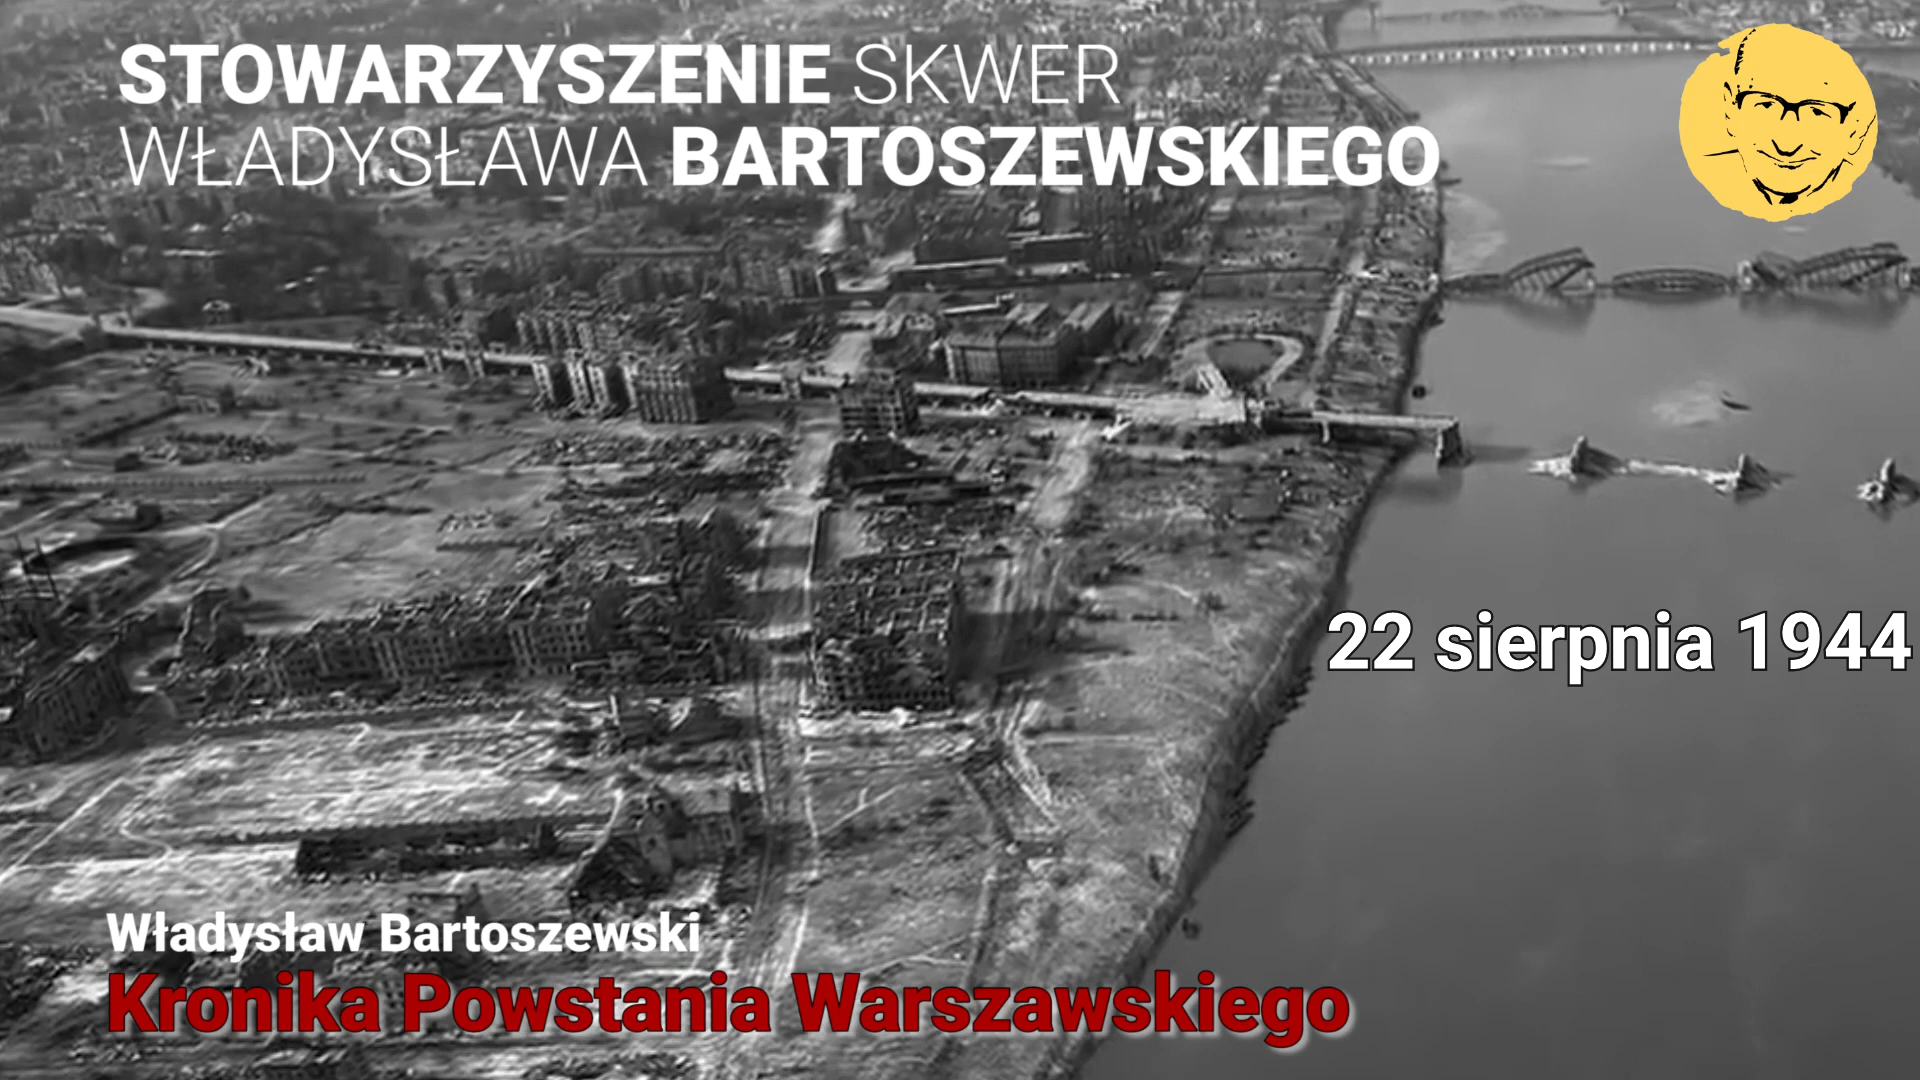 STOWARZYSZENIE SKWER
WŁADYSŁAWA BARTOSZEWSKIEGO
22 sierpnia 1944
Władysław Bartoszewski
Kronika Powstania Warszawskiego